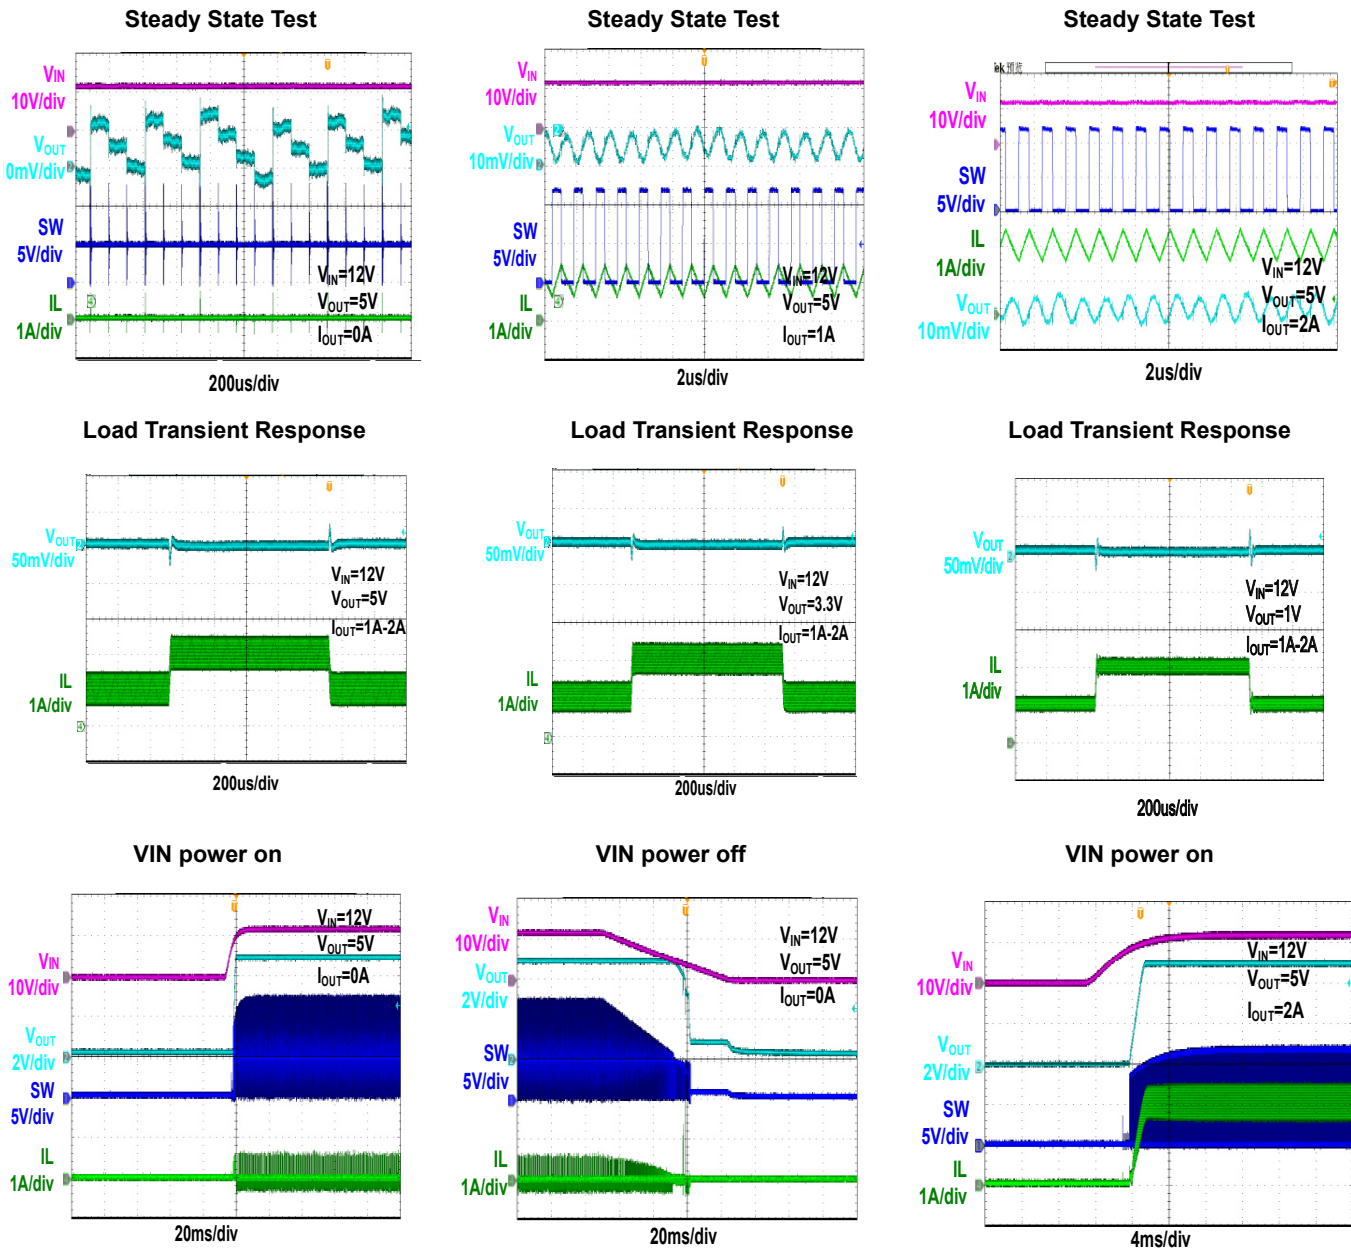 Steady State Test
VIN
10V/div
VOUT
0mV/div
SW
5V/div
IL
1A/div
VIN=12V
VOUT=5V
IOUT=0A
200us/div
Steady State Test
VIN
10V/div
VOUT
10mV/div
SW
5V/div
IL
1A/div
VIN=12V
VOUT=5V
IOUT=1A
2us/div
Steady State Test
ek 预览
VIN
10V/div
SW
5V/div
IL
1A/div
VOUT
10mV/div
VIN=12V
VOUT=5V
IOUT=2A
2us/div
Load Transient Response
VOUT
50mV/div
VIN=12V
VOUT=5V
IOUT=1A-2A
IL
1A/div
200us/div
Load Transient Response
VOUT
50mV/div
VIN=12V
VOUT=3.3V
IOUT=1A-2A
IL
1A/div
200us/div
Load Transient Response
VOUT
50mV/div
VIN=12V
VOUT=1V
IOUT=1A-2A
IL
1A/div
200us/div
VIN power on
VIN=12V
VOUT=5V
IOUT=0A
VIN
10V/div
VOUT
2V/div
SW
5V/div
IL
1A/div
20ms/div
VIN power off
VIN
10V/div
VOUT
2V/div
SW
5V/div
IL
1A/div
VIN=12V
VOUT=5V
IOUT=0A
20ms/div
VIN power on
VIN
10V/div
VOUT
2V/div
SW
5V/div
IL
1A/div
VIN=12V
VOUT=5V
IOUT=2A
4ms/div